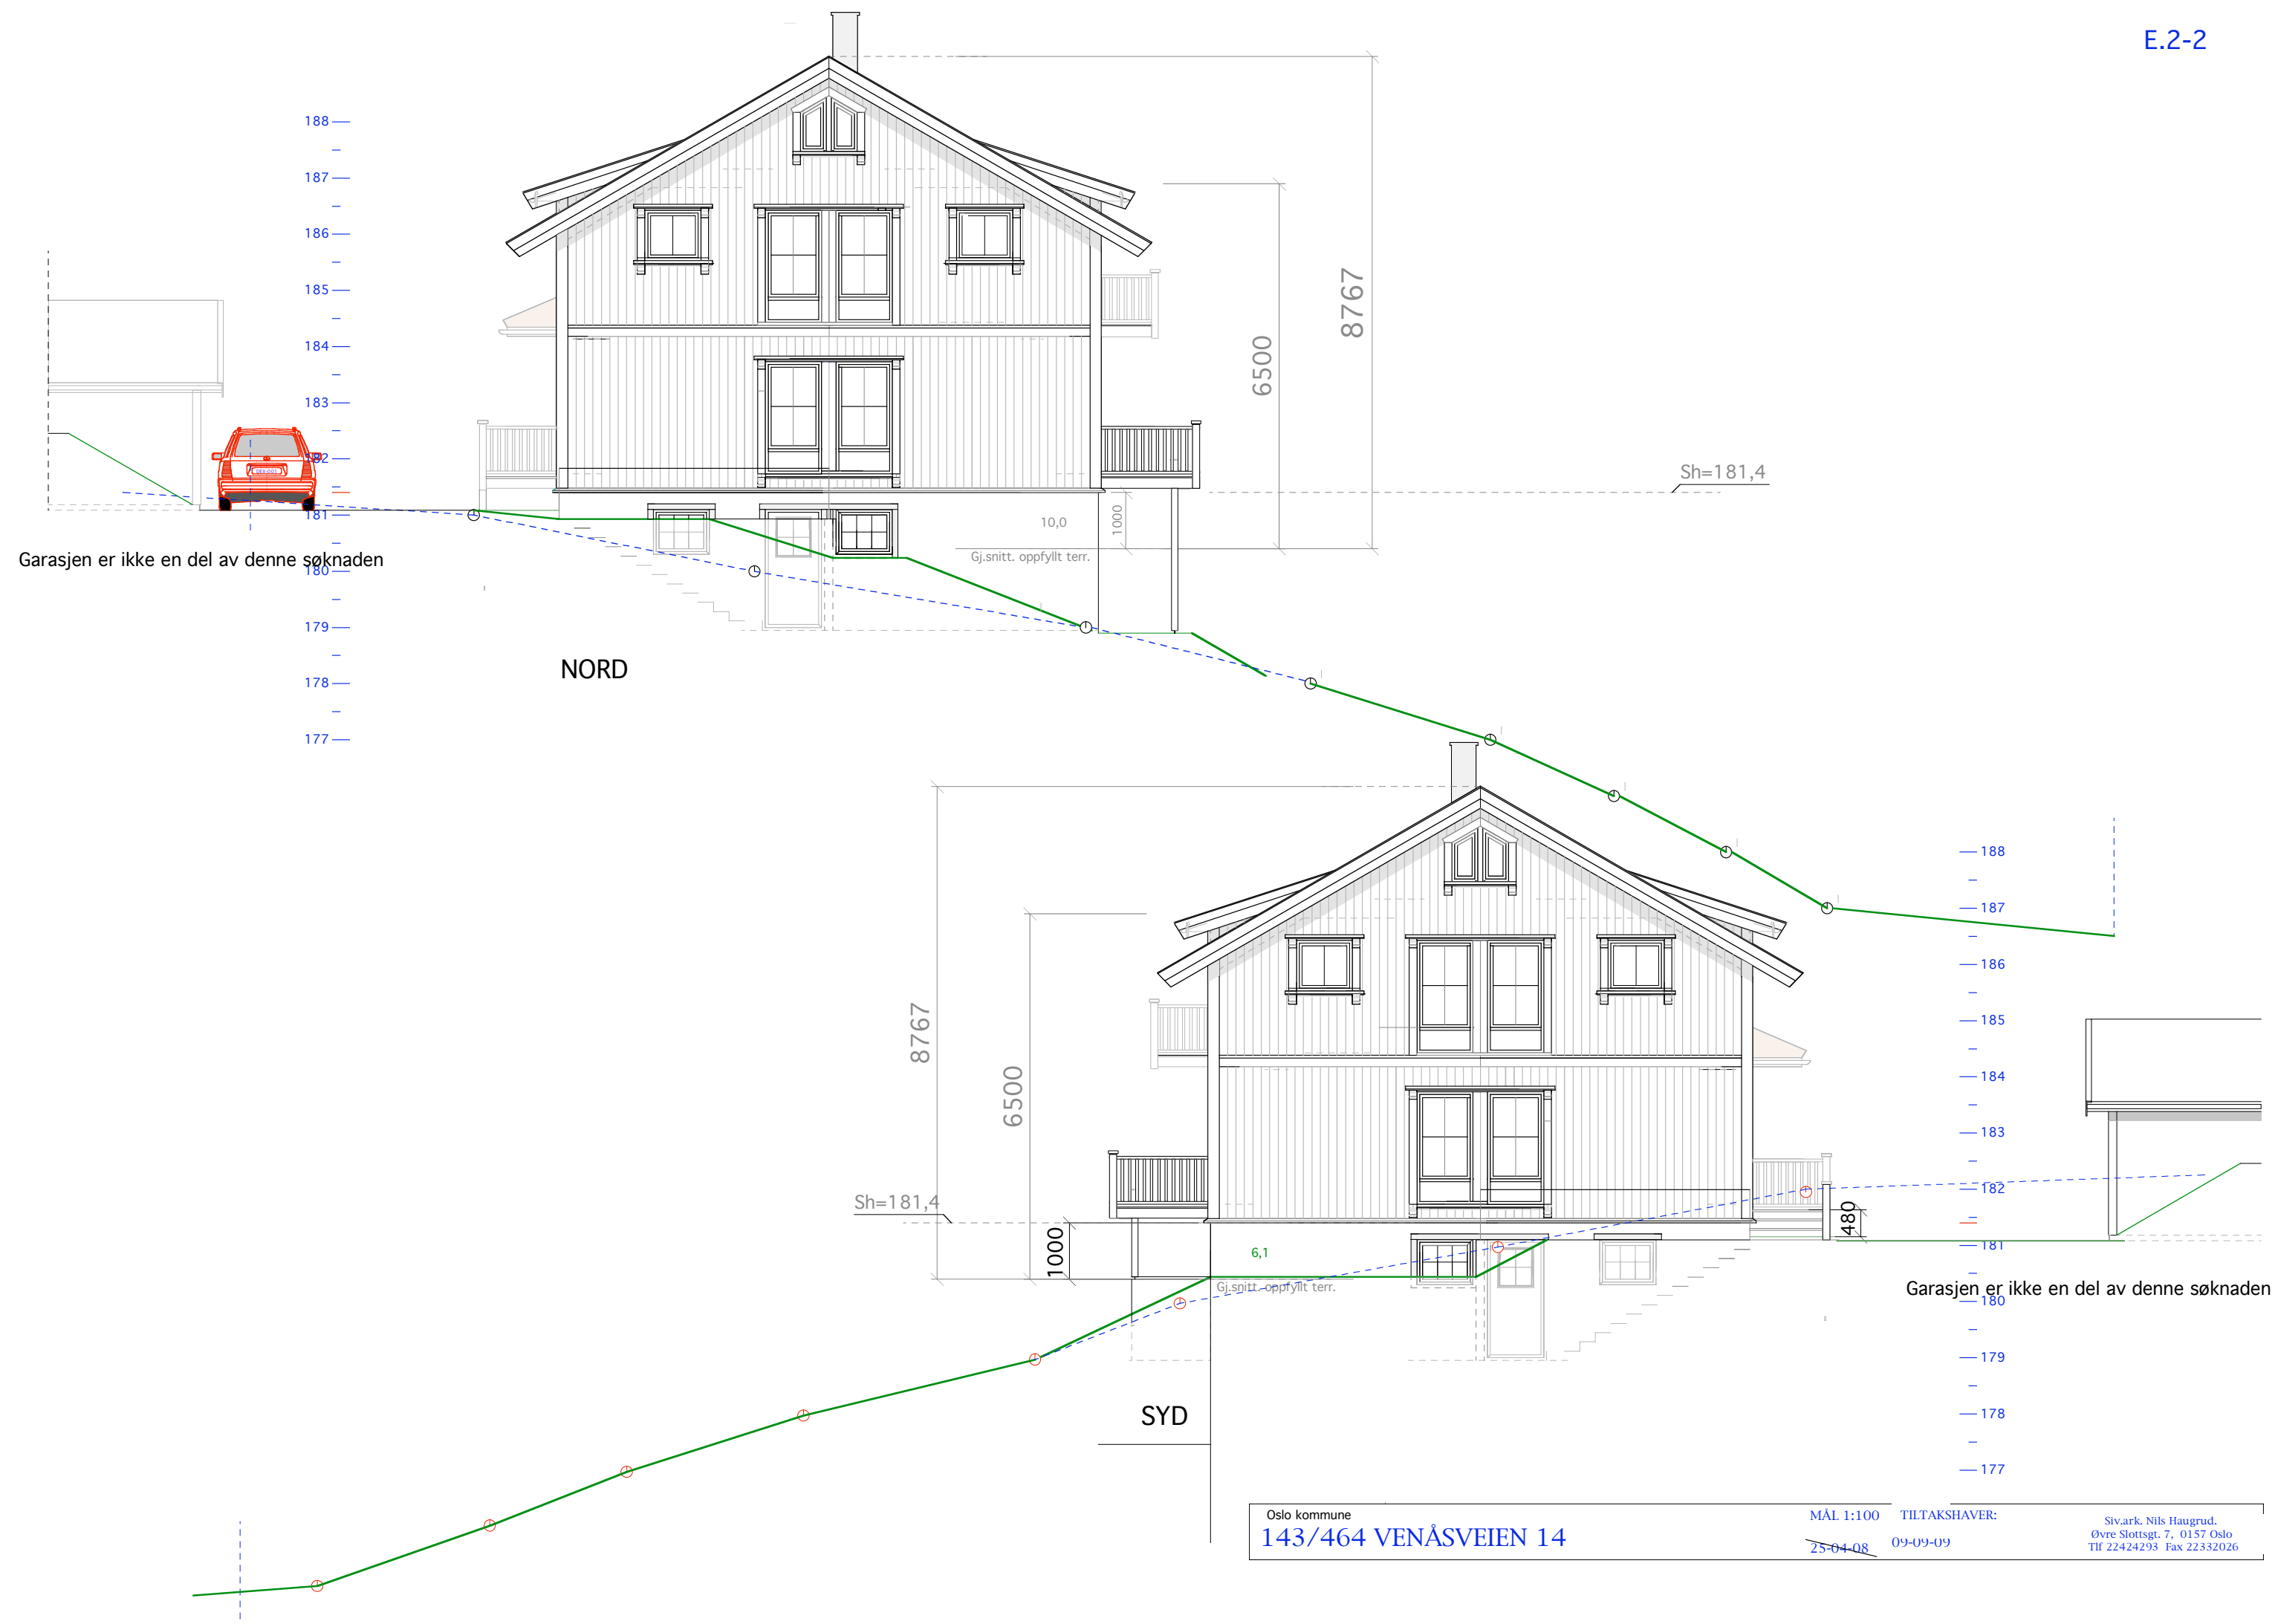 E.2-2
188
187
186
185
184
183
182
181
180
179
178
177
8767
6500
Sh=181,4
10,0
1000
Gj.snitt. oppfyllt terr.
Garasjen er ikke en del av denne søknaden
NORD
8767
6500
Sh=181,4
1000
6,1
Gj.snitt. oppfyllt terr.
480
188
187
186
185
184
183
182
181
180
179
178
177
Garasjen er ikke en del av denne søknaden
SYD
Oslo kommune
143/464 VENÅSVEIEN 14
MÅL 1:100
TILTAKSHAVER:
25-04-08
09-09-09
Siv.ark. Nils Haugrud.
Øvre Slottsgt. 7, 0157 Oslo
Tlf 22424293 Fax 22332026